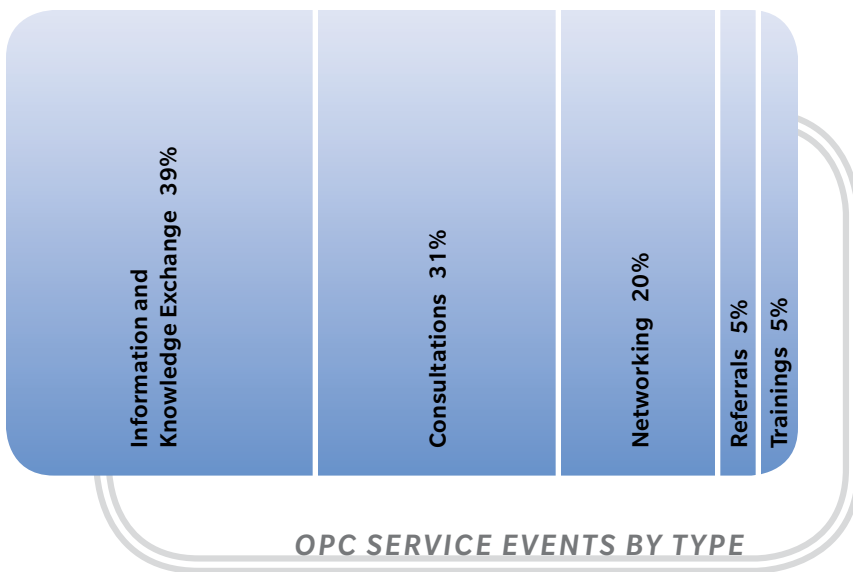 Information and
Knowledge Exchange 39%
Consultations 31%
Networking 20%
Referrals 5%
Trainings 5%
OPC SERVICE EVENTS BY TYPE